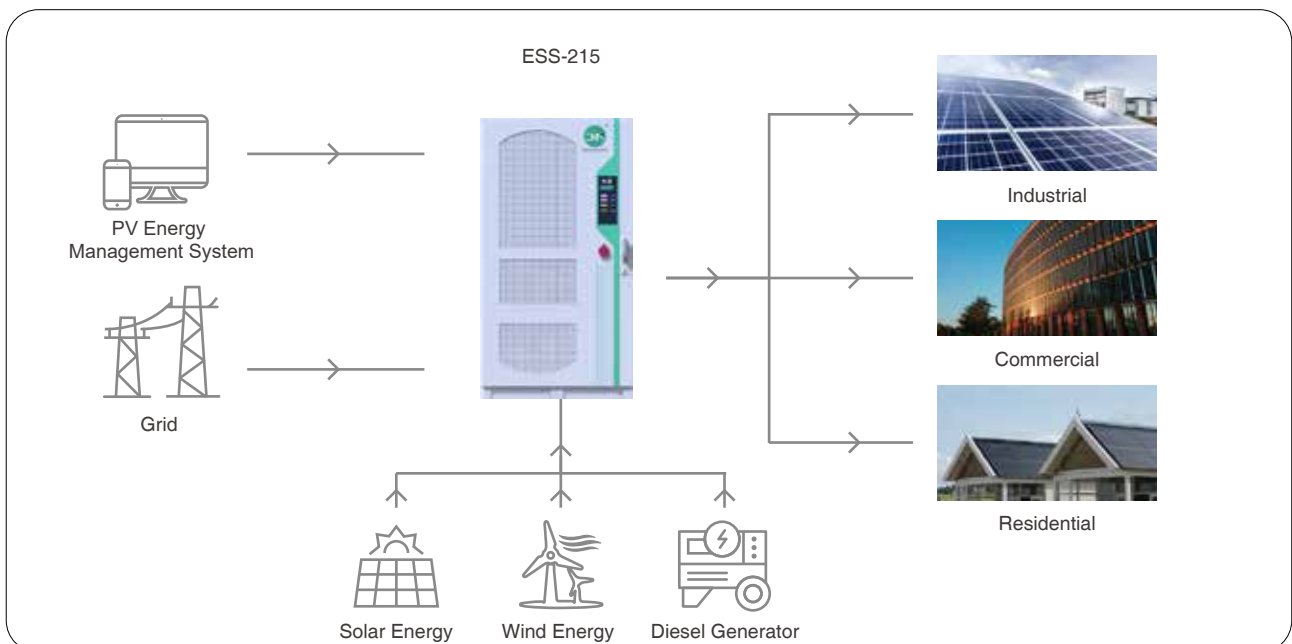 ESS-215
PV Energy
Management System
Grid
Industrial
Commercial
Residential
Solar Energy
Wind Energy
Diesel Generator